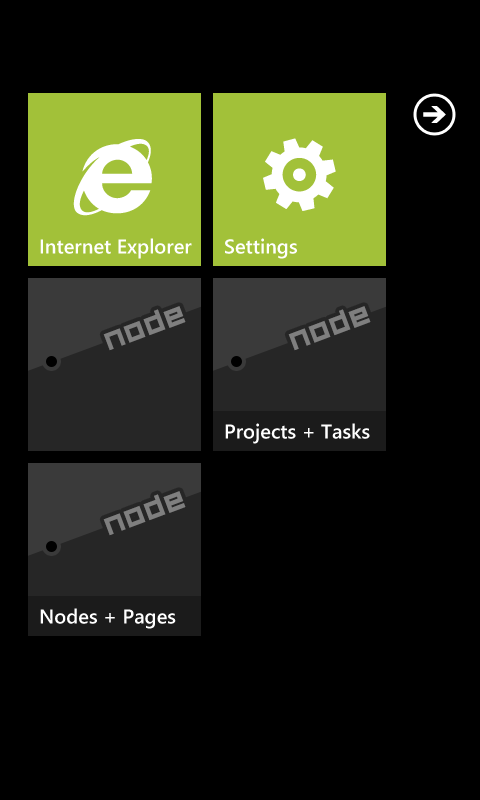 Internet Explorer
Settings
node
node
Projects + Tasks
node
Nodes + Pages